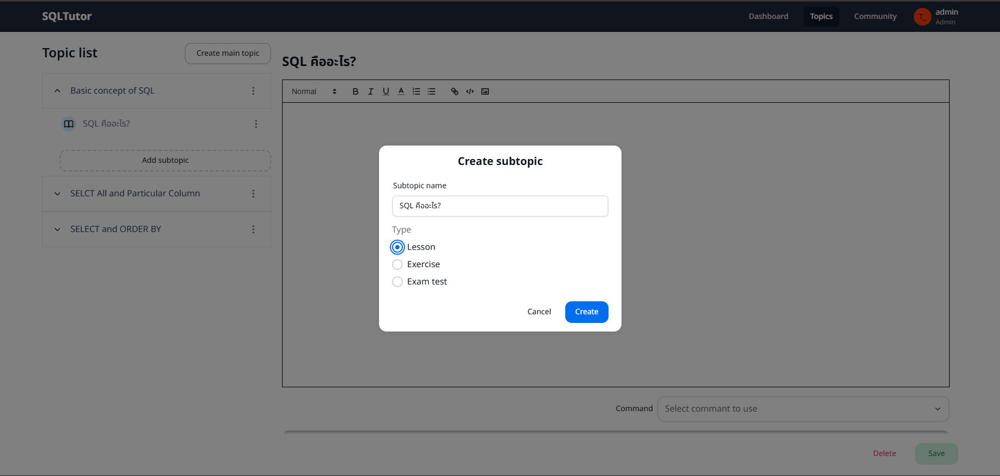 SQLTutor
Dashboard
Topics
Community
T_
admin
Admin
Topic list
Create main topic
Basic concept of SQL
SQL คืออะไร?
Add subtopic
SELCT All and Particular Column
SELECT and ORDER BY
SQL คืออะไร?
Normal
Create subtopic
Subtopic name
SQL คืออะไร?
Type
Lesson
Exercise
Exam test
Cancel
Create
Command
Select commant to use
Delete
Save